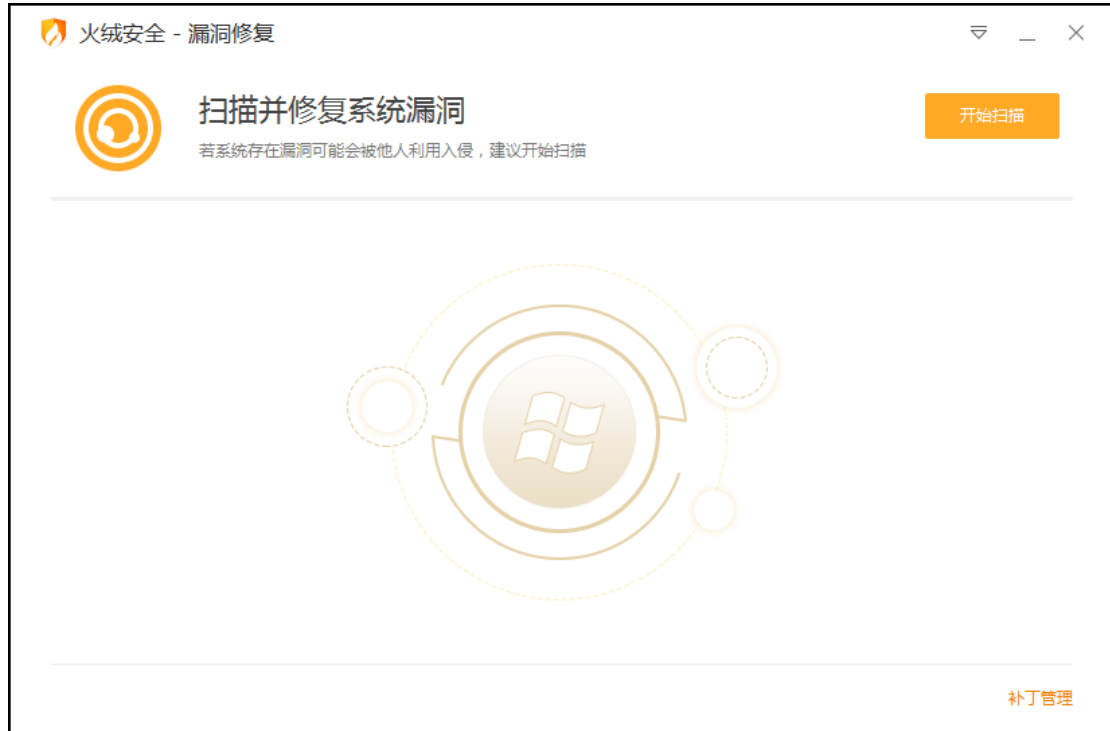 火绒安全 - 漏洞修复
扫描并修复系统漏洞
开始扫描
若系统存在漏洞可能会被他人利用入侵，建议开始扫描
补丁管理